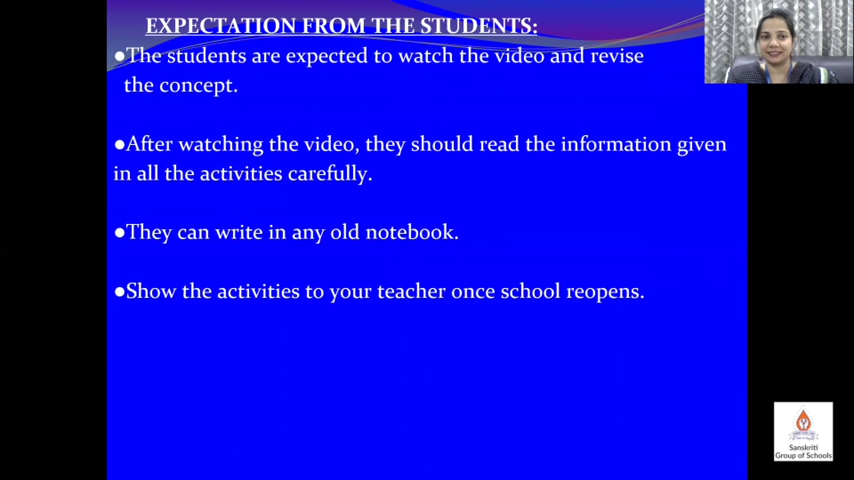 EXPECTATION FROM THE STUDENTS:
●The students are expected to watch the video and revise
the concept.
●After watching the video, they should read the information given
in all the activities carefully.
●They can write in any old notebook.
●Show the activities to your teacher once school reopens.
Sanskriti
Group of Schools